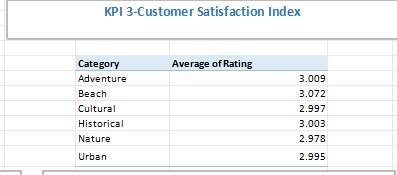 KPI 3-Customer Satisfaction Index
Category Average of Rating
Adventure 3.009
Beach 3.072
Cultural 2.997
Historical 3.003
Nature 2.978
Urban 2.995